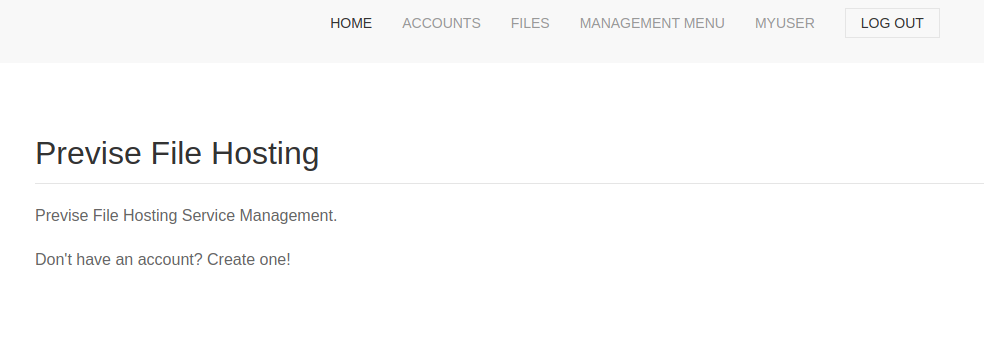 HOME ACCOUNTS FILES MANAGEMENT MENU MYUSER LOG OUT
Previse File Hosting
Previse File Hosting Service Management.
Don't have an account? Create one!